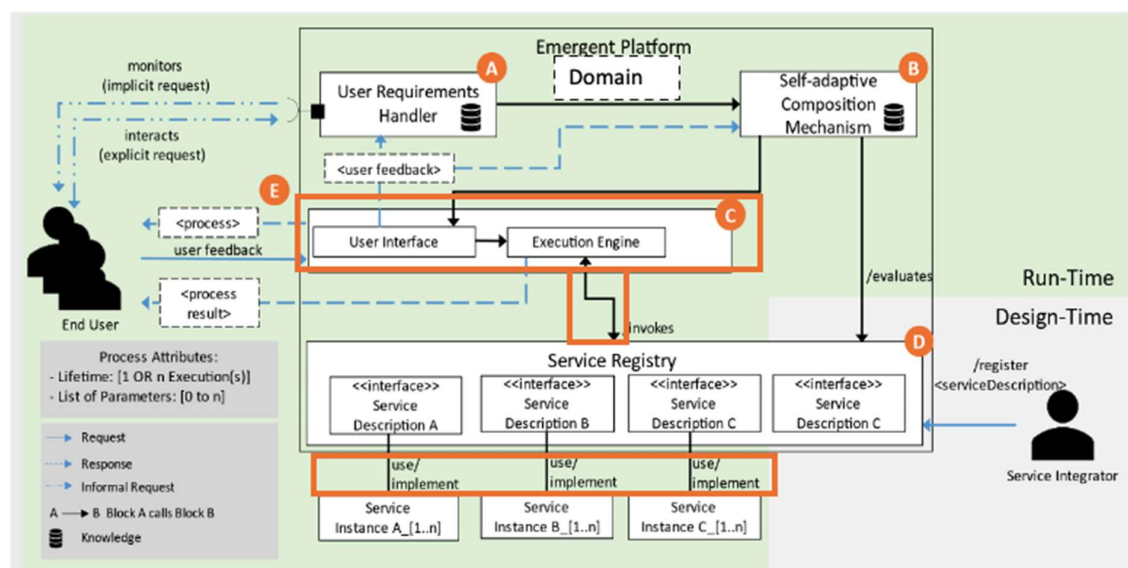 Emergent Platform
monitors
(implicit request)
A
Domain
B
User Requirements
Handler
Self-adaptive
Composition
Mechanism
interacts
(explicit request)
<user feedback>
E
C
<process>
User Interface
Execution Engine
user feedback
<process
result>
/evaluates
Run-Time
End User
invokes
Design-Time
D
Process Attributes:
- Lifetime: [1 OR n Execution(s)]
- List of Parameters: [0 to n]
Service Registry
<<interface>>
Service
Description A
<<interface>>
Service
Description B
<<interface>>
Service
Description C
<<interface>>
Service
Description C
/register
<serviceDescription>
Service Integrator
Request
Response
Informal Request
A B Block A calls Block B
Knowledge
use/
implement
use/
implement
use/
implement
Service
Instance A_[1..n]
Service
Instance B_[1..n]
Service
Instance C_[1..n]